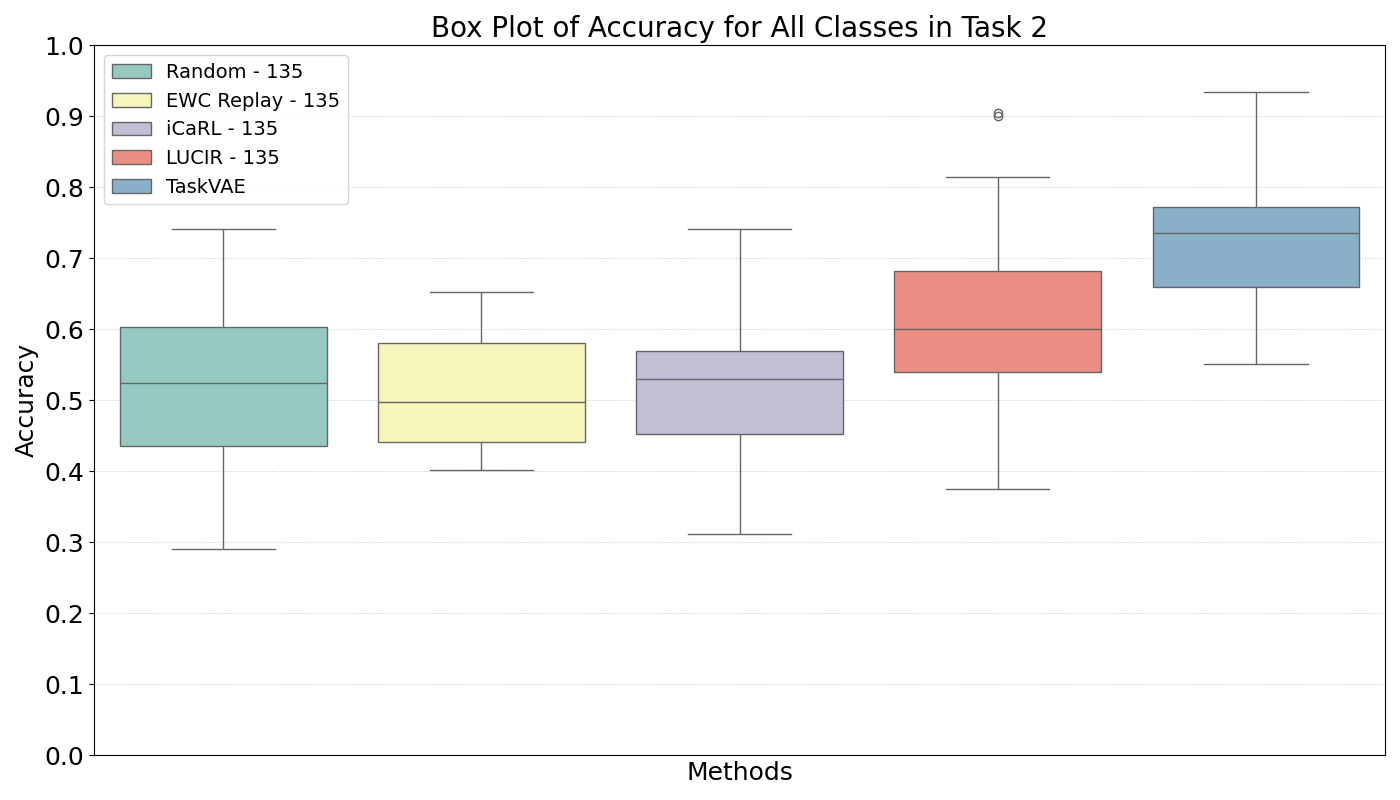 Box Plot of Accuracy for All Classes in Task 2
1.0
0.9
0.8
0.7
0.6
0.5
0.4
0.3
0.2
0.1
0.0
Accuracy
Random - 135
EWC Replay - 135
iCaRL - 135
LUCIR - 135
TaskVAE
Methods